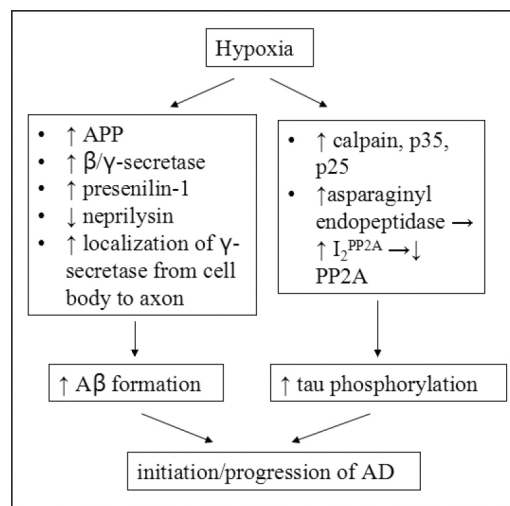 Hypoxia
• ↑ APP
• ↑ β/γ-secretase
• ↑ presenilin-1
• ↓ neprilysin
• ↑ localization of γ-
secretase from cell
body to axon
• ↑ calpain, p35,
p25
• ↑asparaginyl
endopeptidase →
↑ I₂ᴾᴾ²ᴬ →↓
PP2A
↑ Aβ formation
↑ tau phosphorylation
initiation/progression of AD